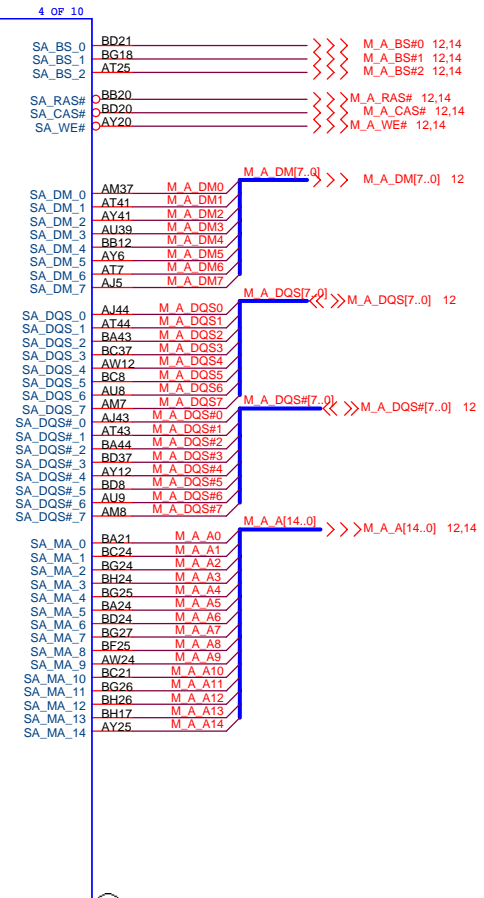 4 OF 10
SA_BS_0 BD21 M_A_BS#0 12,14
SA_BS_1 BG18 M_A_BS#1 12,14
SA_BS_2 AT25 M_A_BS#2 12,14
SA_RAS# BB20 M_A_RAS# 12,14
SA_CAS# BD20 M_A_CAS# 12,14
SA_WE# AY20 M_A_WE# 12,14
M_A_DM[7..0] M_A_DM[7..0] 12
SA_DM_0 AM37 M_A_DM0
SA_DM_1 AT41 M_A_DM1
SA_DM_2 AY41 M_A_DM2
SA_DM_3 AU39 M_A_DM3
SA_DM_4 BB12 M_A_DM4
SA_DM_5 AY6 M_A_DM5
SA_DM_6 AT7 M_A_DM6
SA_DM_7 AJ5 M_A_DM7
M_A_DQS[7..0] M_A_DQS[7..0] 12
SA_DQS_0 AJ44 M_A_DQS0
SA_DQS_1 AT44 M_A_DQS1
SA_DQS_2 BA43 M_A_DQS2
SA_DQS_3 BC37 M_A_DQS3
SA_DQS_4 AW12 M_A_DQS4
SA_DQS_5 BC8 M_A_DQS5
SA_DQS_6 AU8 M_A_DQS6
SA_DQS_7 AM7 M_A_DQS7
M_A_DQS#[7..0] M_A_DQS#[7..0] 12
SA_DQS#_0 AJ43 M_A_DQS#0
SA_DQS#_1 AT43 M_A_DQS#1
SA_DQS#_2 BA44 M_A_DQS#2
SA_DQS#_3 BD37 M_A_DQS#3
SA_DQS#_4 AY12 M_A_DQS#4
SA_DQS#_5 BD8 M_A_DQS#5
SA_DQS#_6 AU9 M_A_DQS#6
SA_DQS#_7 AM8 M_A_DQS#7
M_A_A[14..0] M_A_A[14..0] 12,14
SA_MA_0 BA21 M_A_A0
SA_MA_1 BC24 M_A_A1
SA_MA_2 BG24 M_A_A2
SA_MA_3 BH24 M_A_A3
SA_MA_4 BG25 M_A_A4
SA_MA_5 BA24 M_A_A5
SA_MA_6 BD24 M_A_A6
SA_MA_7 BG27 M_A_A7
SA_MA_8 BF25 M_A_A8
SA_MA_9 AW24 M_A_A9
SA_MA_10 BC21 M_A_A10
SA_MA_11 BG26 M_A_A11
SA_MA_12 BH26 M_A_A12
SA_MA_13 BH17 M_A_A13
SA_MA_14 AY25 M_A_A14